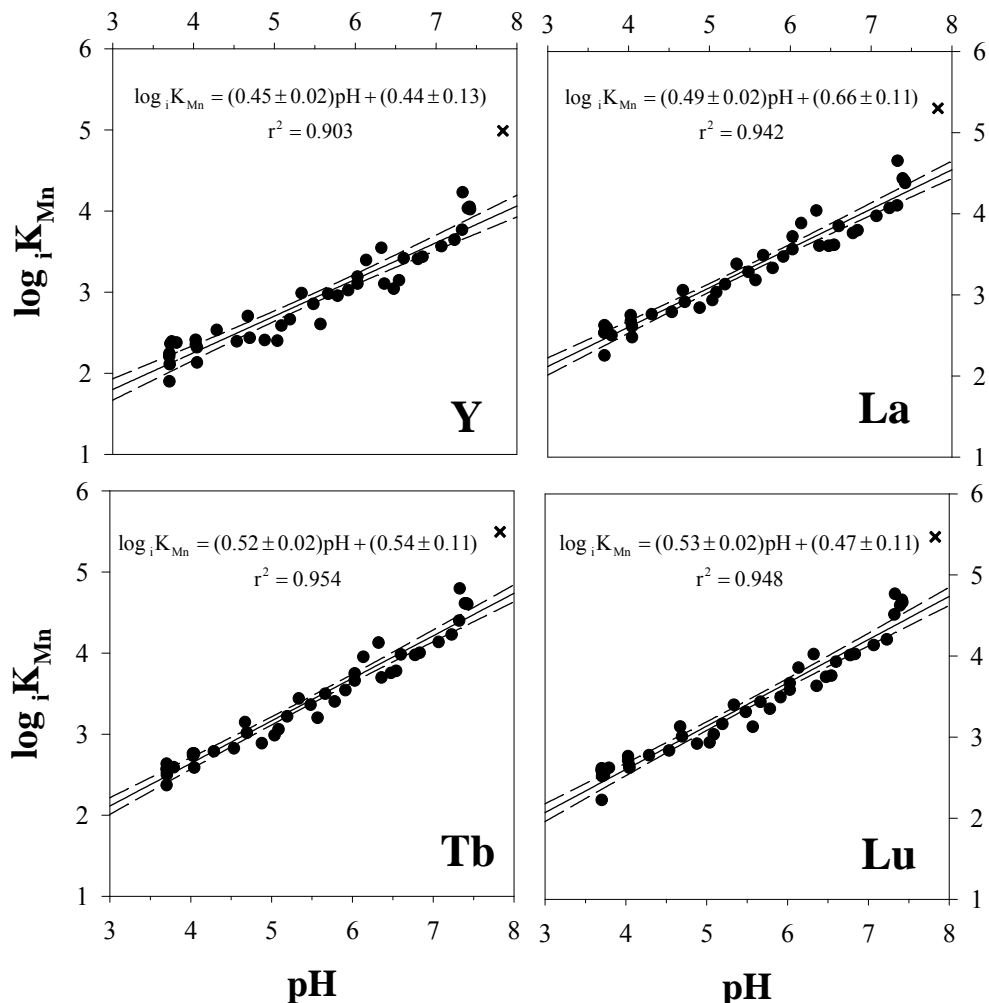 3 4 5 6 7 8 3 4 5 6 7 8
6
5
4
3
2
1
log ᵢK_Mn
log ᵢK_Mn = (0.45 ± 0.02)pH + (0.44 ± 0.13)
r² = 0.903
Y
log ᵢK_Mn = (0.49 ± 0.02)pH + (0.66 ± 0.11)
r² = 0.942
La
6
5
4
3
2
1
6
5
4
3
2
1
log ᵢK_Mn
log ᵢK_Mn = (0.52 ± 0.02)pH + (0.54 ± 0.11)
r² = 0.954
Tb
log ᵢK_Mn = (0.53 ± 0.02)pH + (0.47 ± 0.11)
r² = 0.948
Lu
6
5
4
3
2
1
3 4 5 6 7 8 3 4 5 6 7 8
pH pH